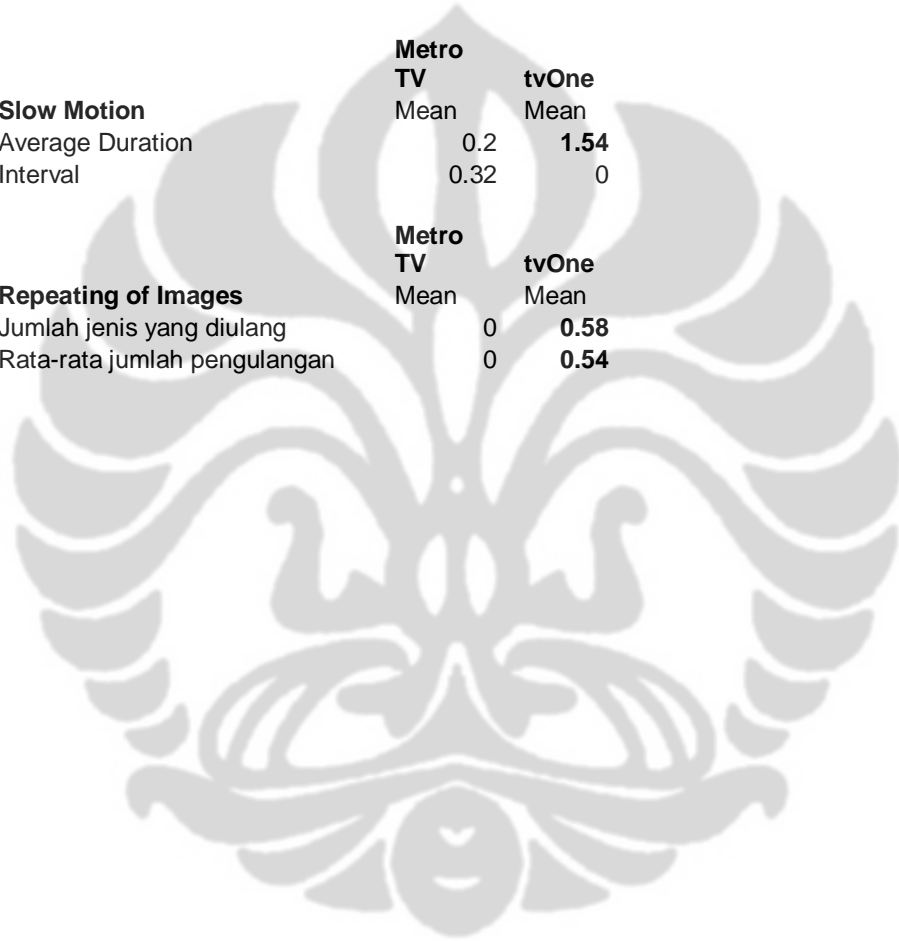 Metro
TV tvOne
Slow Motion Mean Mean
Average Duration 0.2 1.54
Interval 0.32 0
Metro
TV tvOne
Repeating of Images Mean Mean
Jumlah jenis yang diulang 0 0.58
Rata-rata jumlah pengulangan 0 0.54